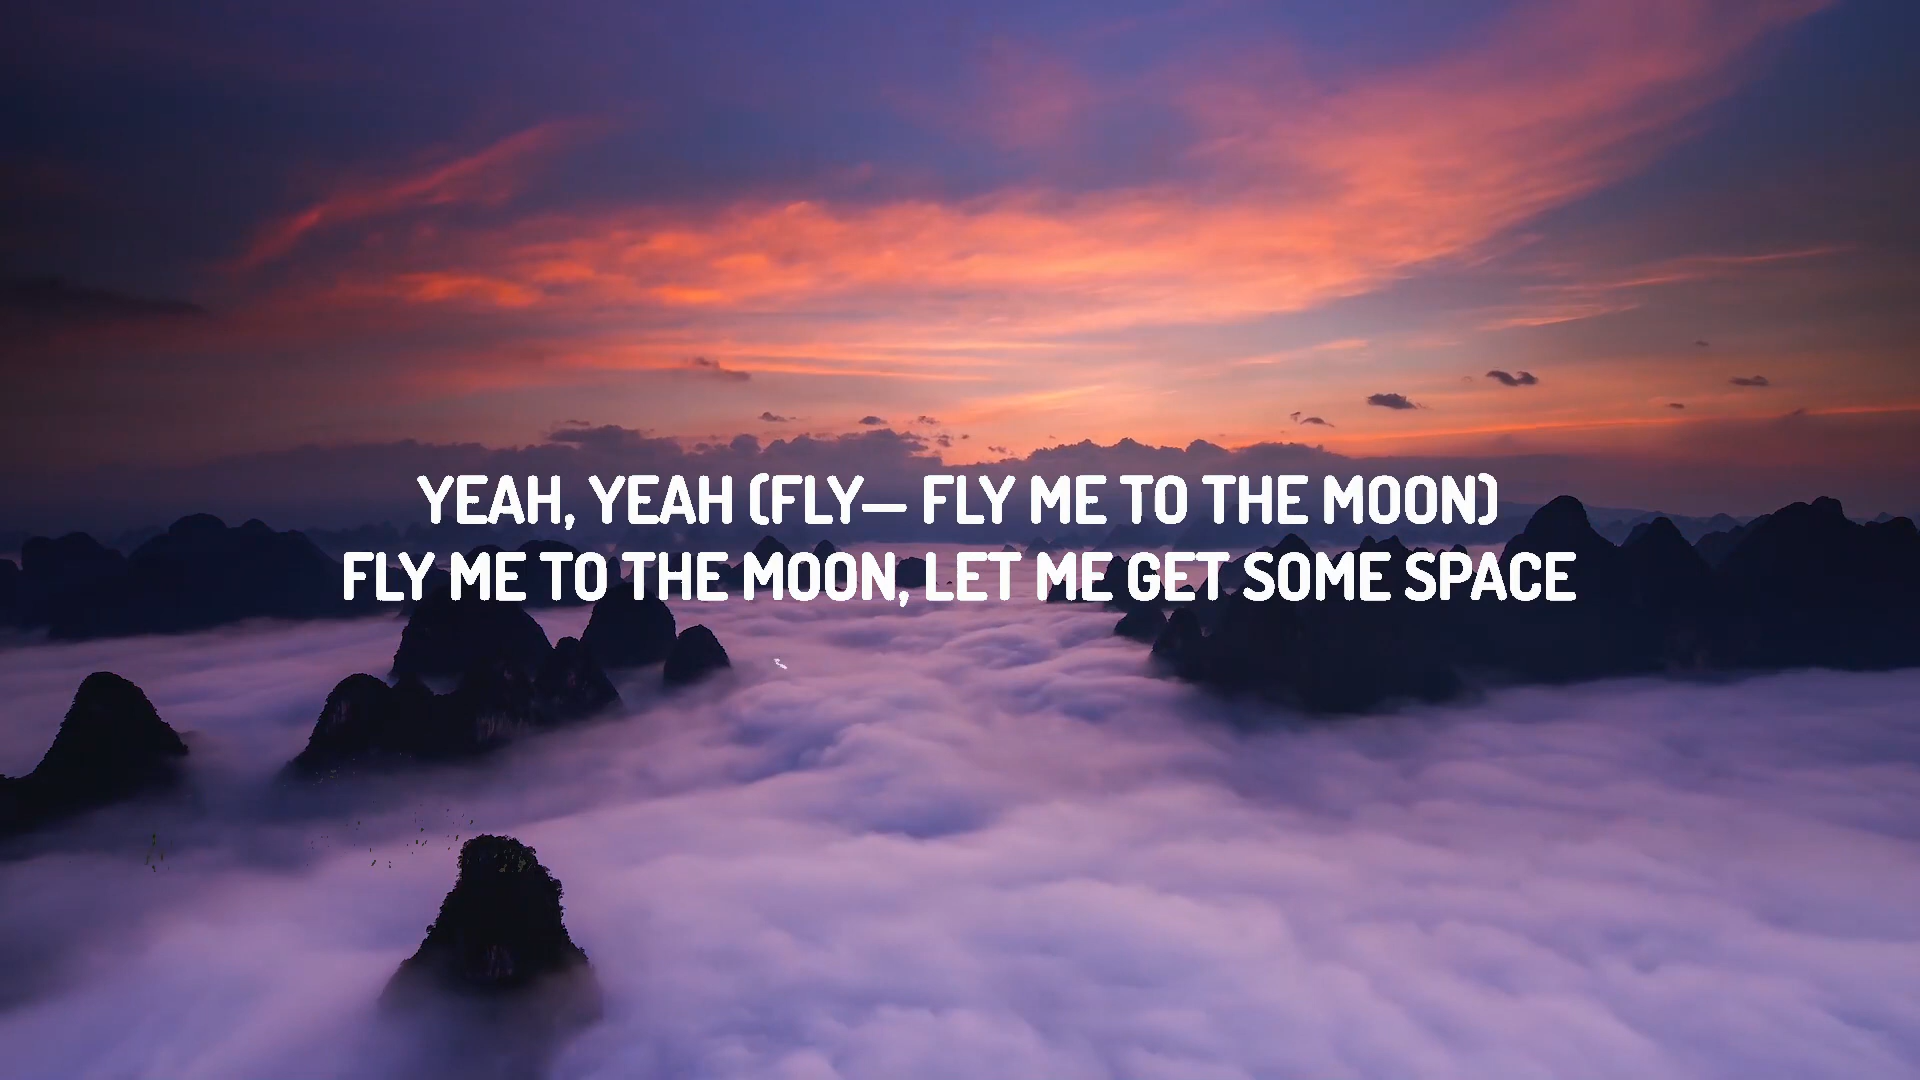 YEAH, YEAH (FLY— FLY ME TO THE MOON)
FLY ME TO THE MOON, LET ME GET SOME SPACE